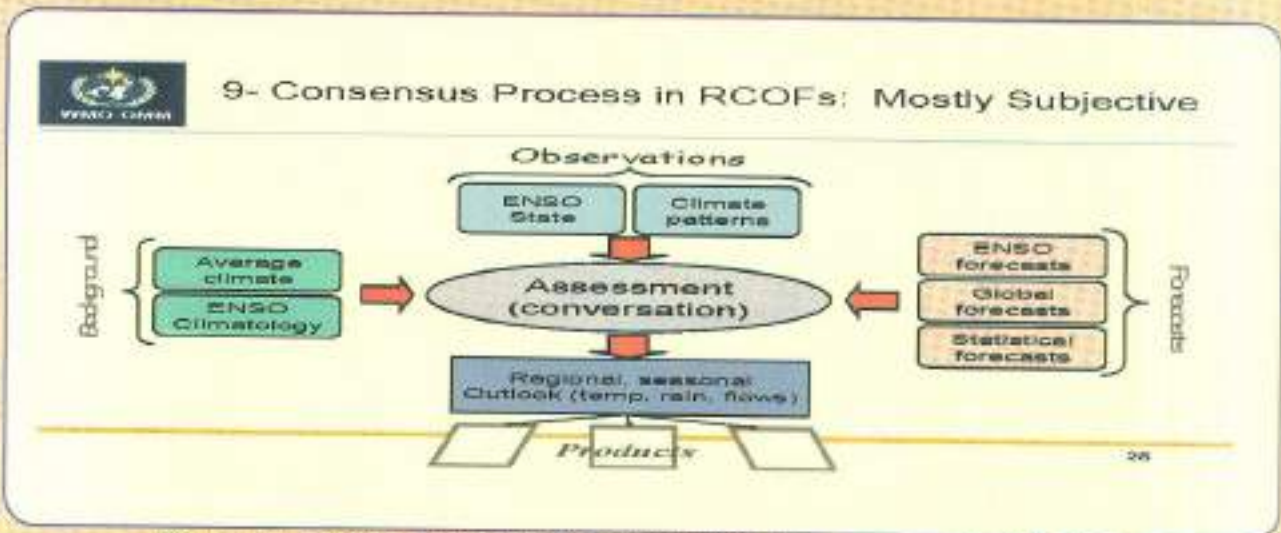 WMO OMM
9- Consensus Process in RCOFs: Mostly Subjective
Observations
ENSO
State
Climate
patterns
Background
Average
climate
ENSO
Climatology
Assessment
(conversation)
ENSO
forecasts
Global
forecasts
Statistical
forecasts
Forecasts
Regional, seasonal
Outlook (temp, rain, flows)
Products